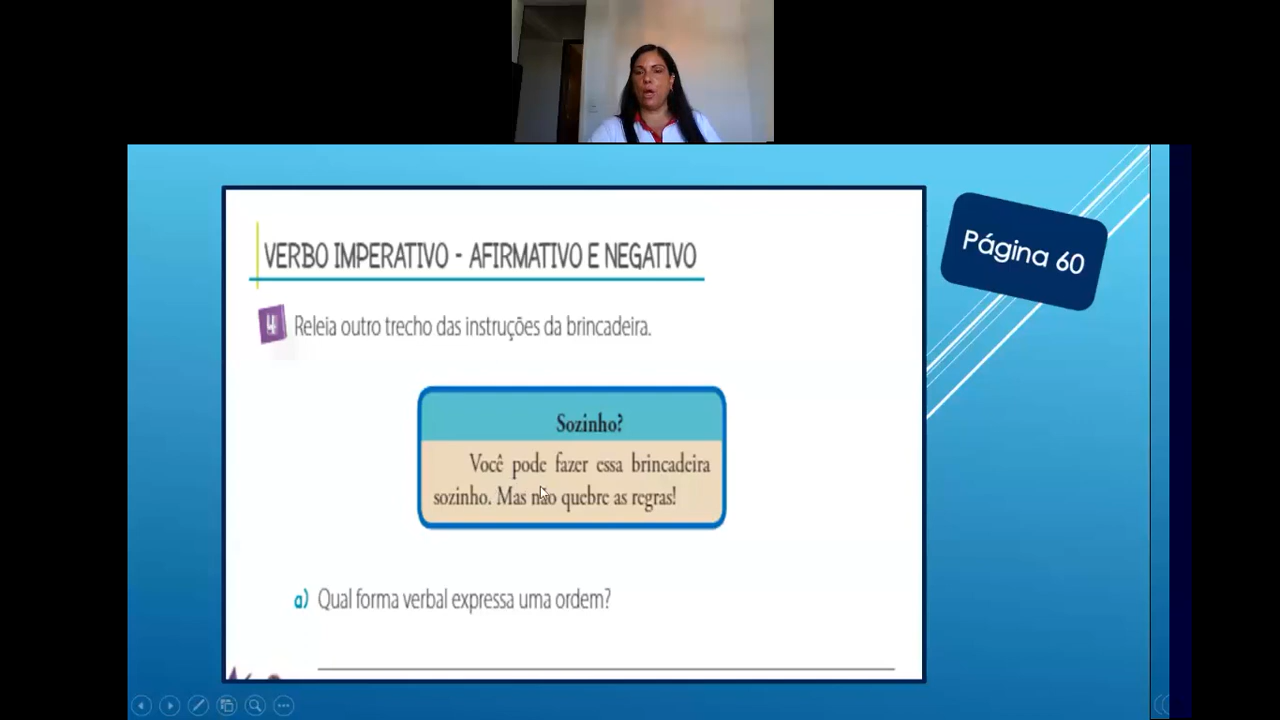 VERBO IMPERATIVO - AFIRMATIVO E NEGATIVO
Página 60
4 Releia outro trecho das instruções da brincadeira.
Sozinho?
Você pode fazer essa brincadeira
sozinho. Mas não quebre as regras!
a) Qual forma verbal expressa uma ordem?